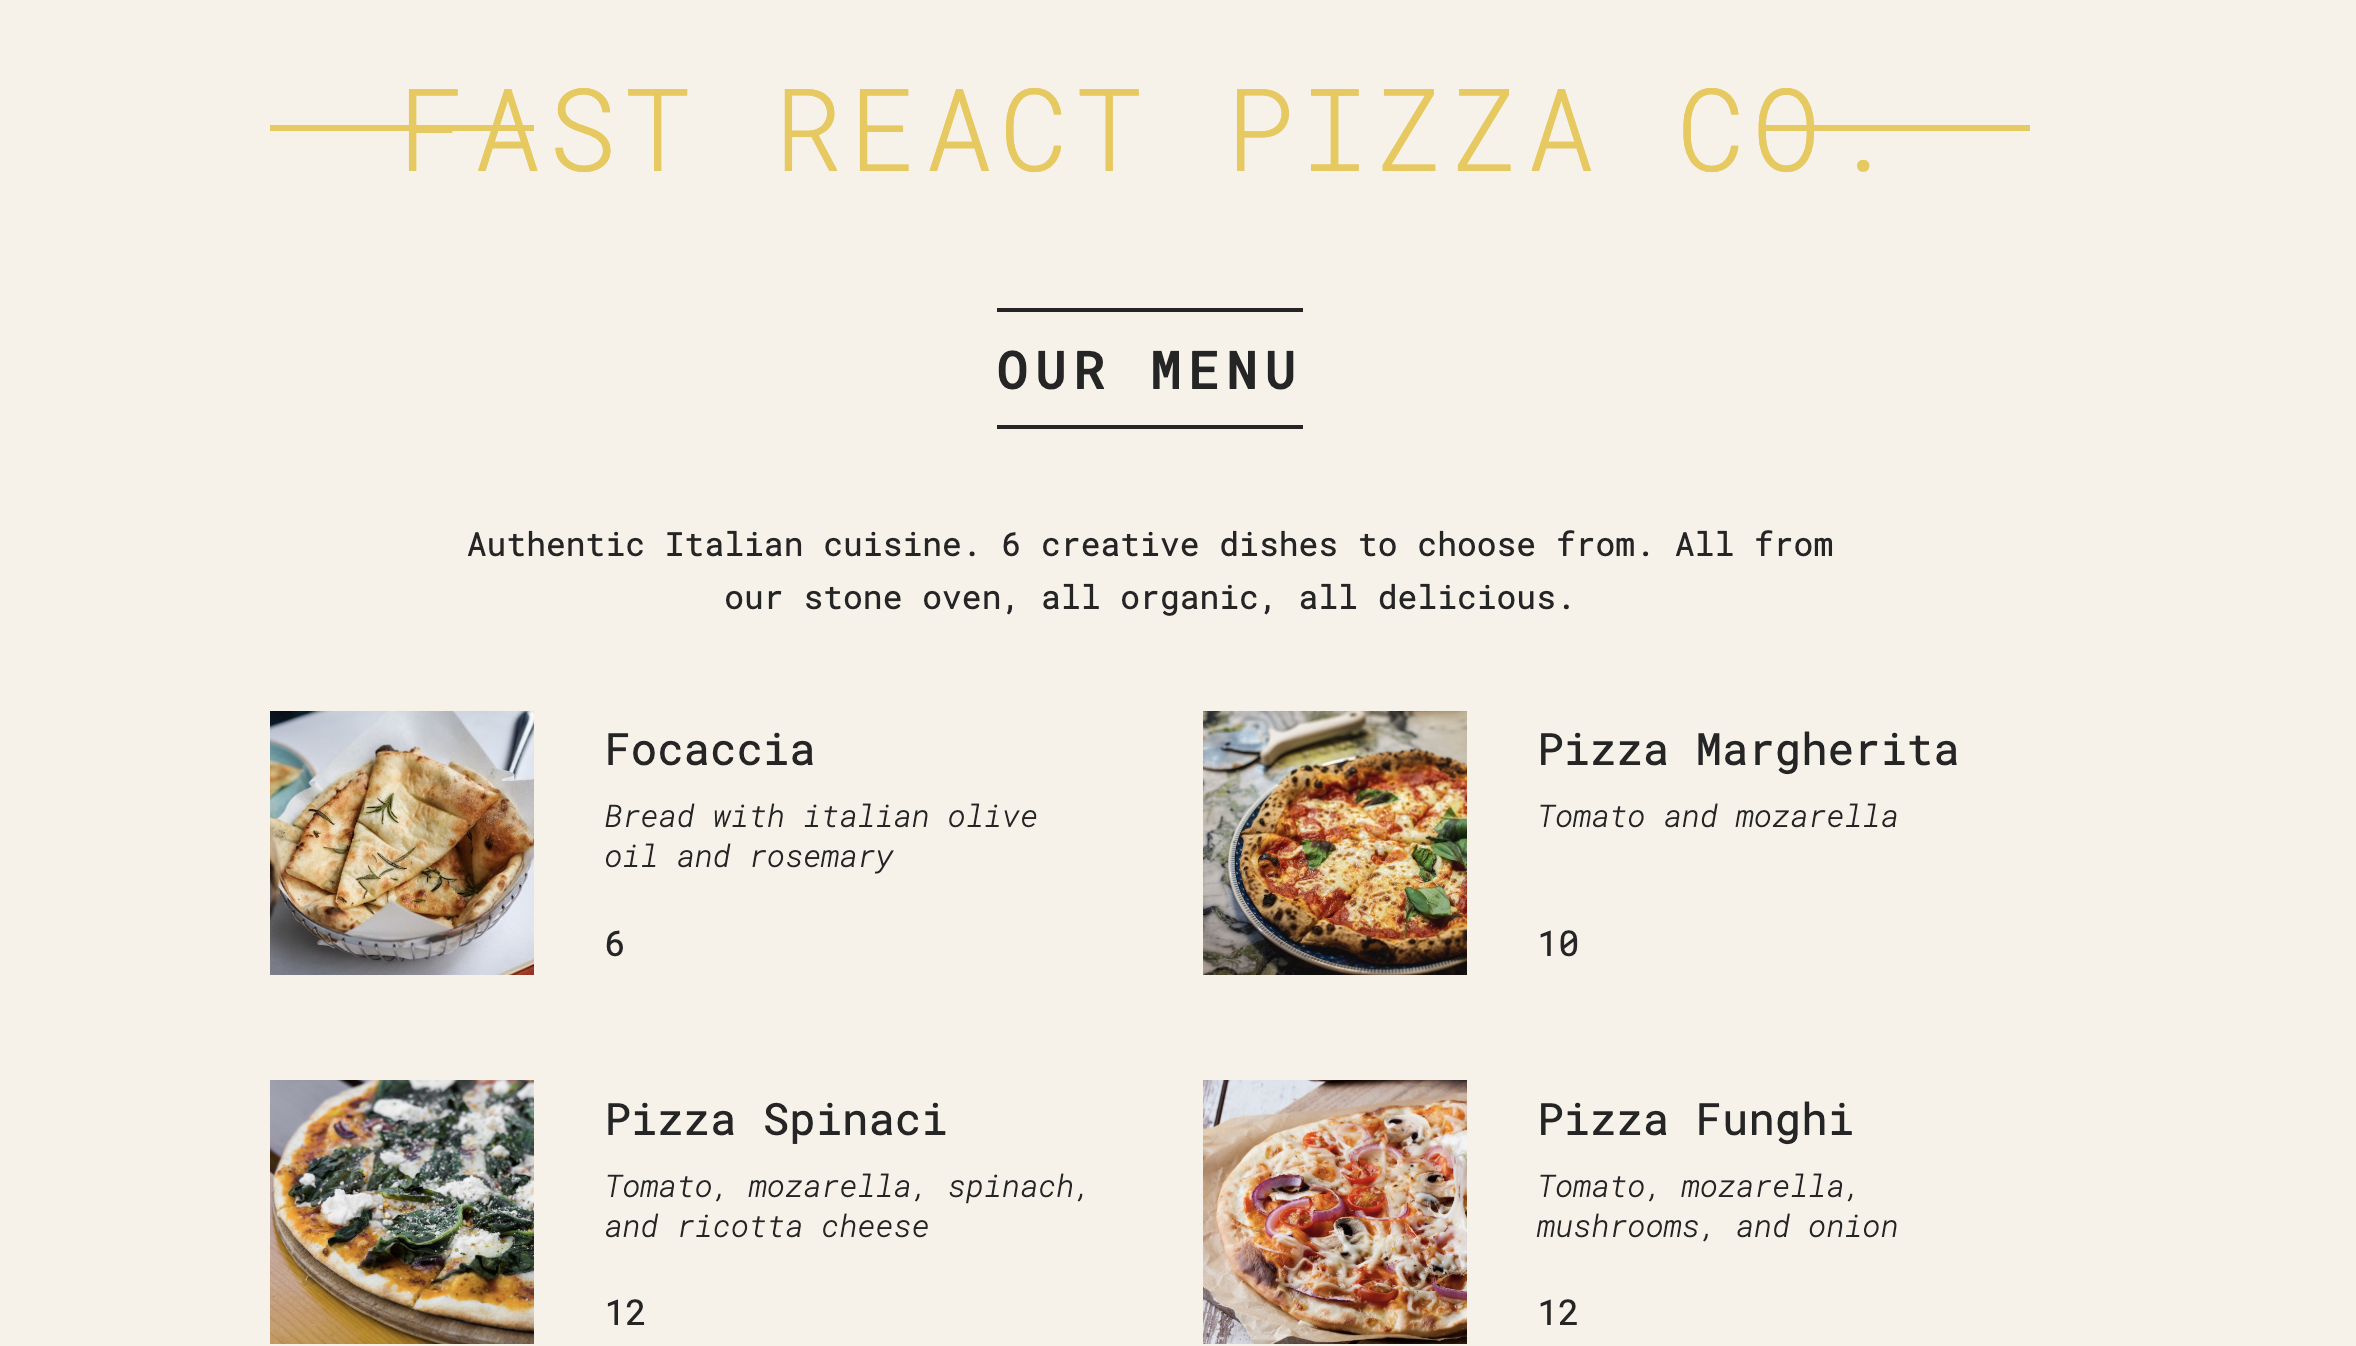 FAST REACT PIZZA CO.
OUR MENU
Authentic Italian cuisine. 6 creative dishes to choose from. All from
our stone oven, all organic, all delicious.
Focaccia
Bread with italian olive
oil and rosemary
6
Pizza Margherita
Tomato and mozarella
10
Pizza Spinaci
Tomato, mozarella, spinach,
and ricotta cheese
12
Pizza Funghi
Tomato, mozarella,
mushrooms, and onion
12